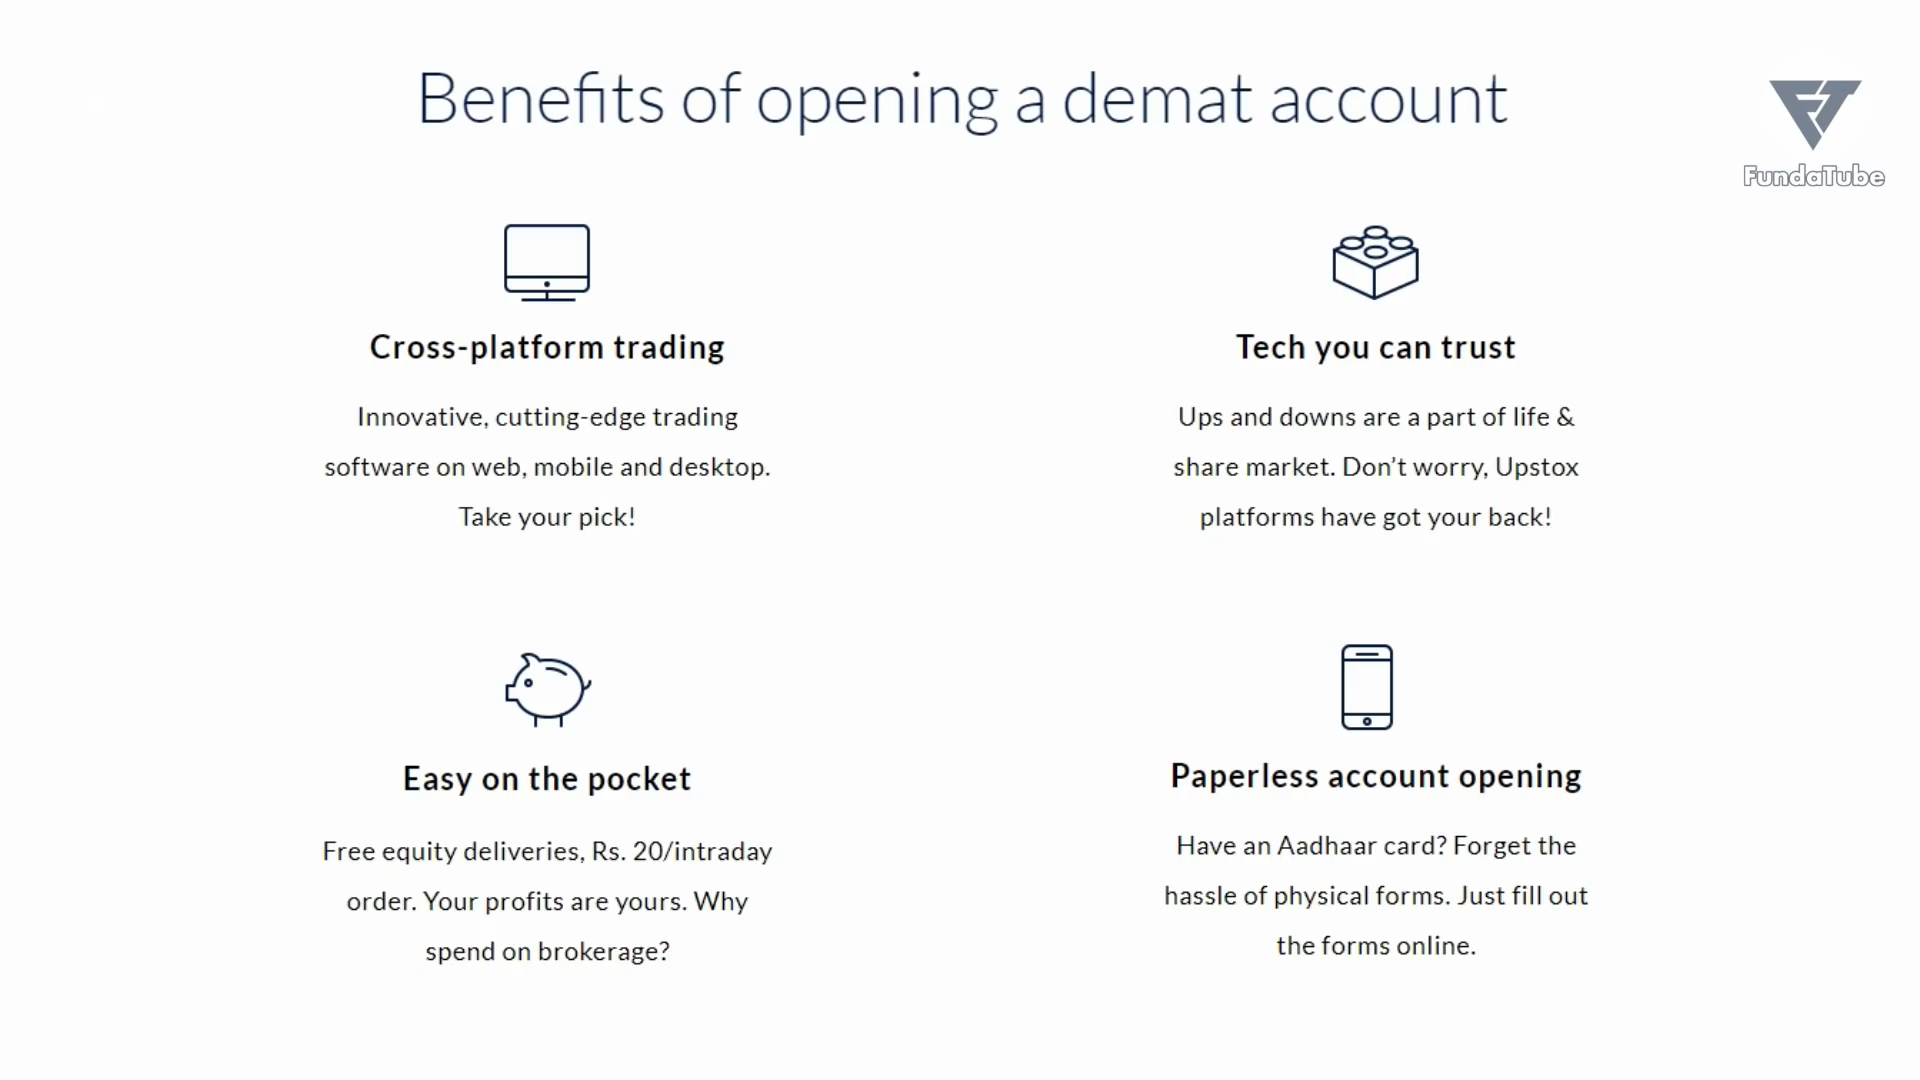 Benefits of opening a demat account
FundaTube
Cross-platform trading
Innovative, cutting-edge trading
software on web, mobile and desktop.
Take your pick!
Tech you can trust
Ups and downs are a part of life &
share market. Don’t worry, Upstox
platforms have got your back!
Easy on the pocket
Free equity deliveries, Rs. 20/intraday
order. Your profits are yours. Why
spend on brokerage?
Paperless account opening
Have an Aadhaar card? Forget the
hassle of physical forms. Just fill out
the forms online.